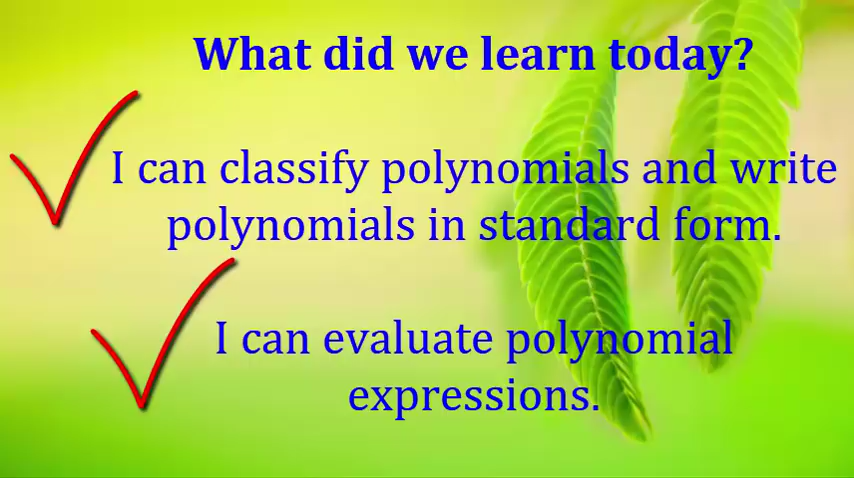 What did we learn today?
I can classify polynomials and write
polynomials in standard form.
I can evaluate polynomial
expressions.